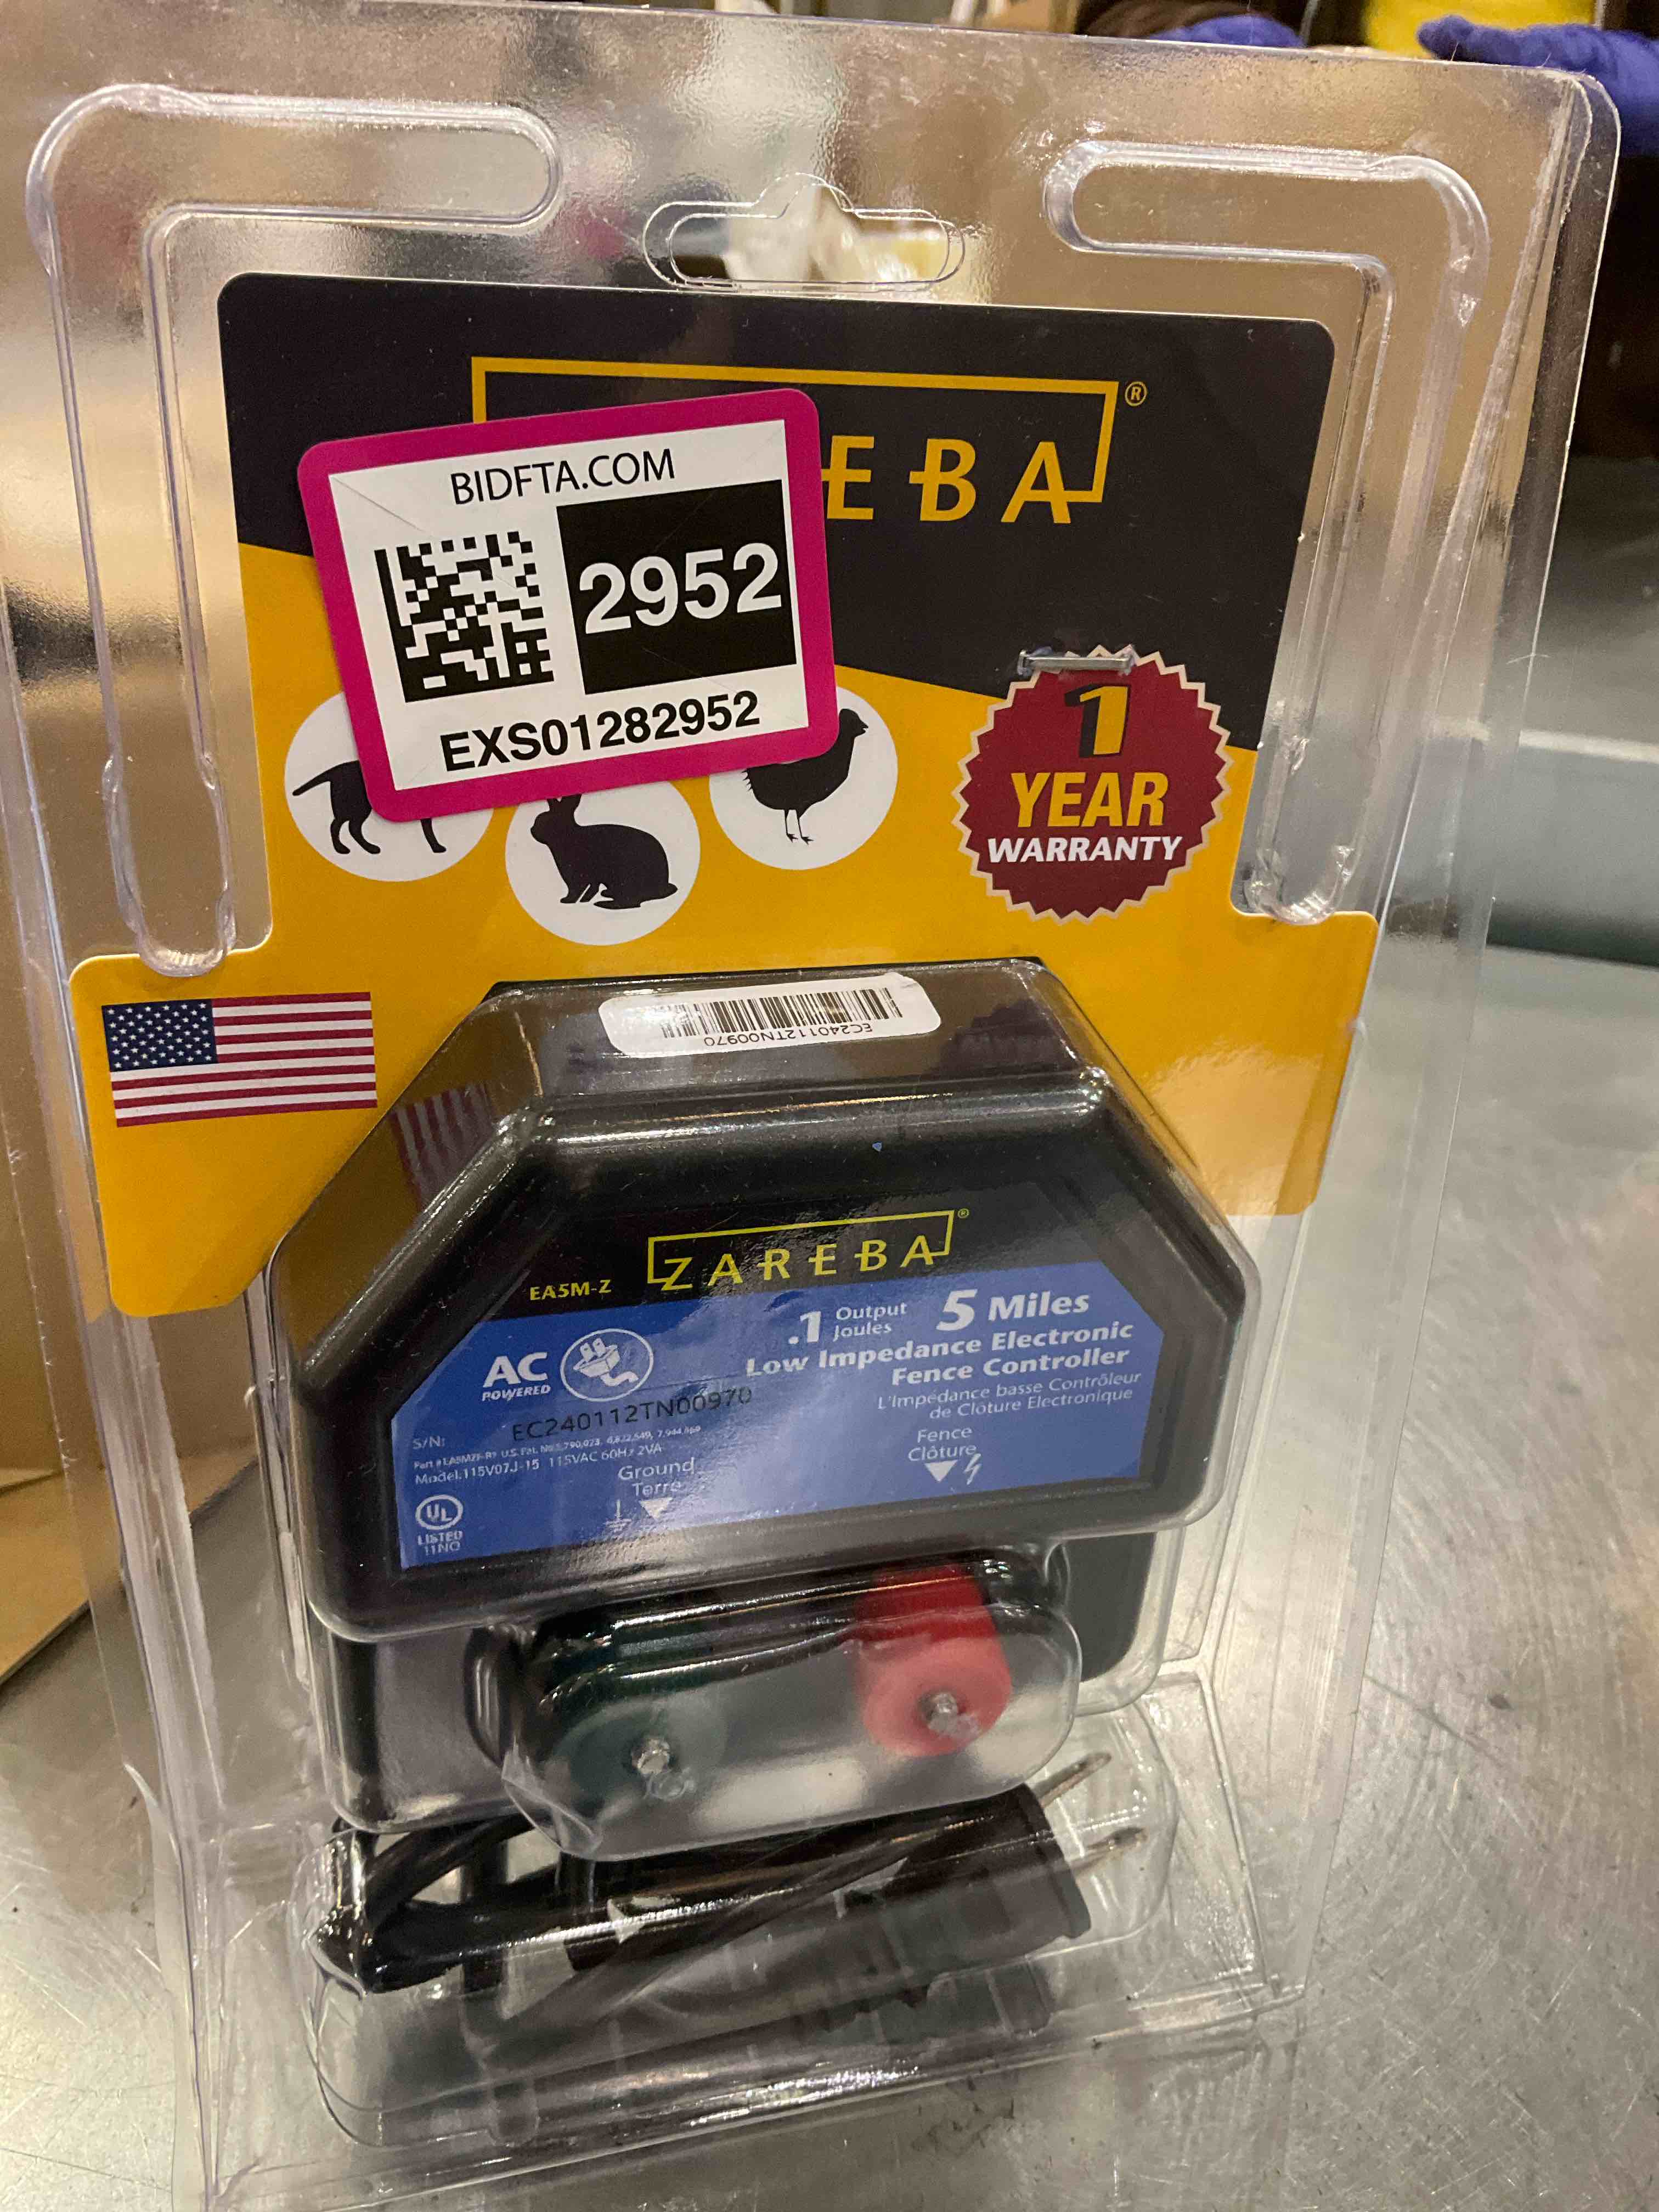 EBA®
BIDFTA.COM
2952
EXS01282952
1
YEAR
WARRANTY
EC240112TN00970
ZAREBA®
EA5M-Z
.1 Output Joules 5 Miles
Low Impedance Electronic
Fence Controller
L'Impédance basse Contrôleur
de Clôture Electronique
AC
POWERED
S/N: EC240112TN00970
Model.115V07J-15 115VAC 60Hz 2VA
Ground
Terre
Fence
Clôture
UL
LISTED
11NO